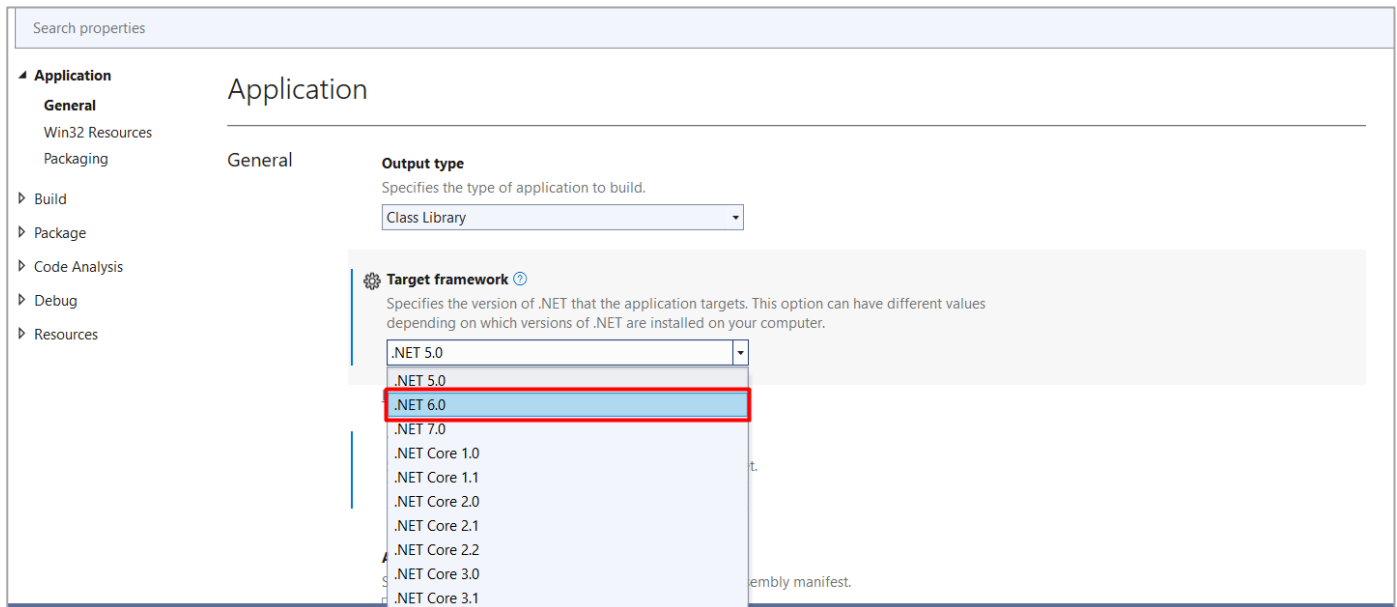 Search properties
Application
General
Win32 Resources
Packaging
Build
Package
Code Analysis
Debug
Resources
Application
General
Output type
Specifies the type of application to build.
Class Library
Target framework
Specifies the version of .NET that the application targets. This option can have different values
depending on which versions of .NET are installed on your computer.
.NET 5.0
.NET 5.0
.NET 6.0
.NET 7.0
.NET Core 1.0
.NET Core 1.1
.NET Core 2.0
.NET Core 2.1
.NET Core 2.2
.NET Core 3.0
.NET Core 3.1
manifest.